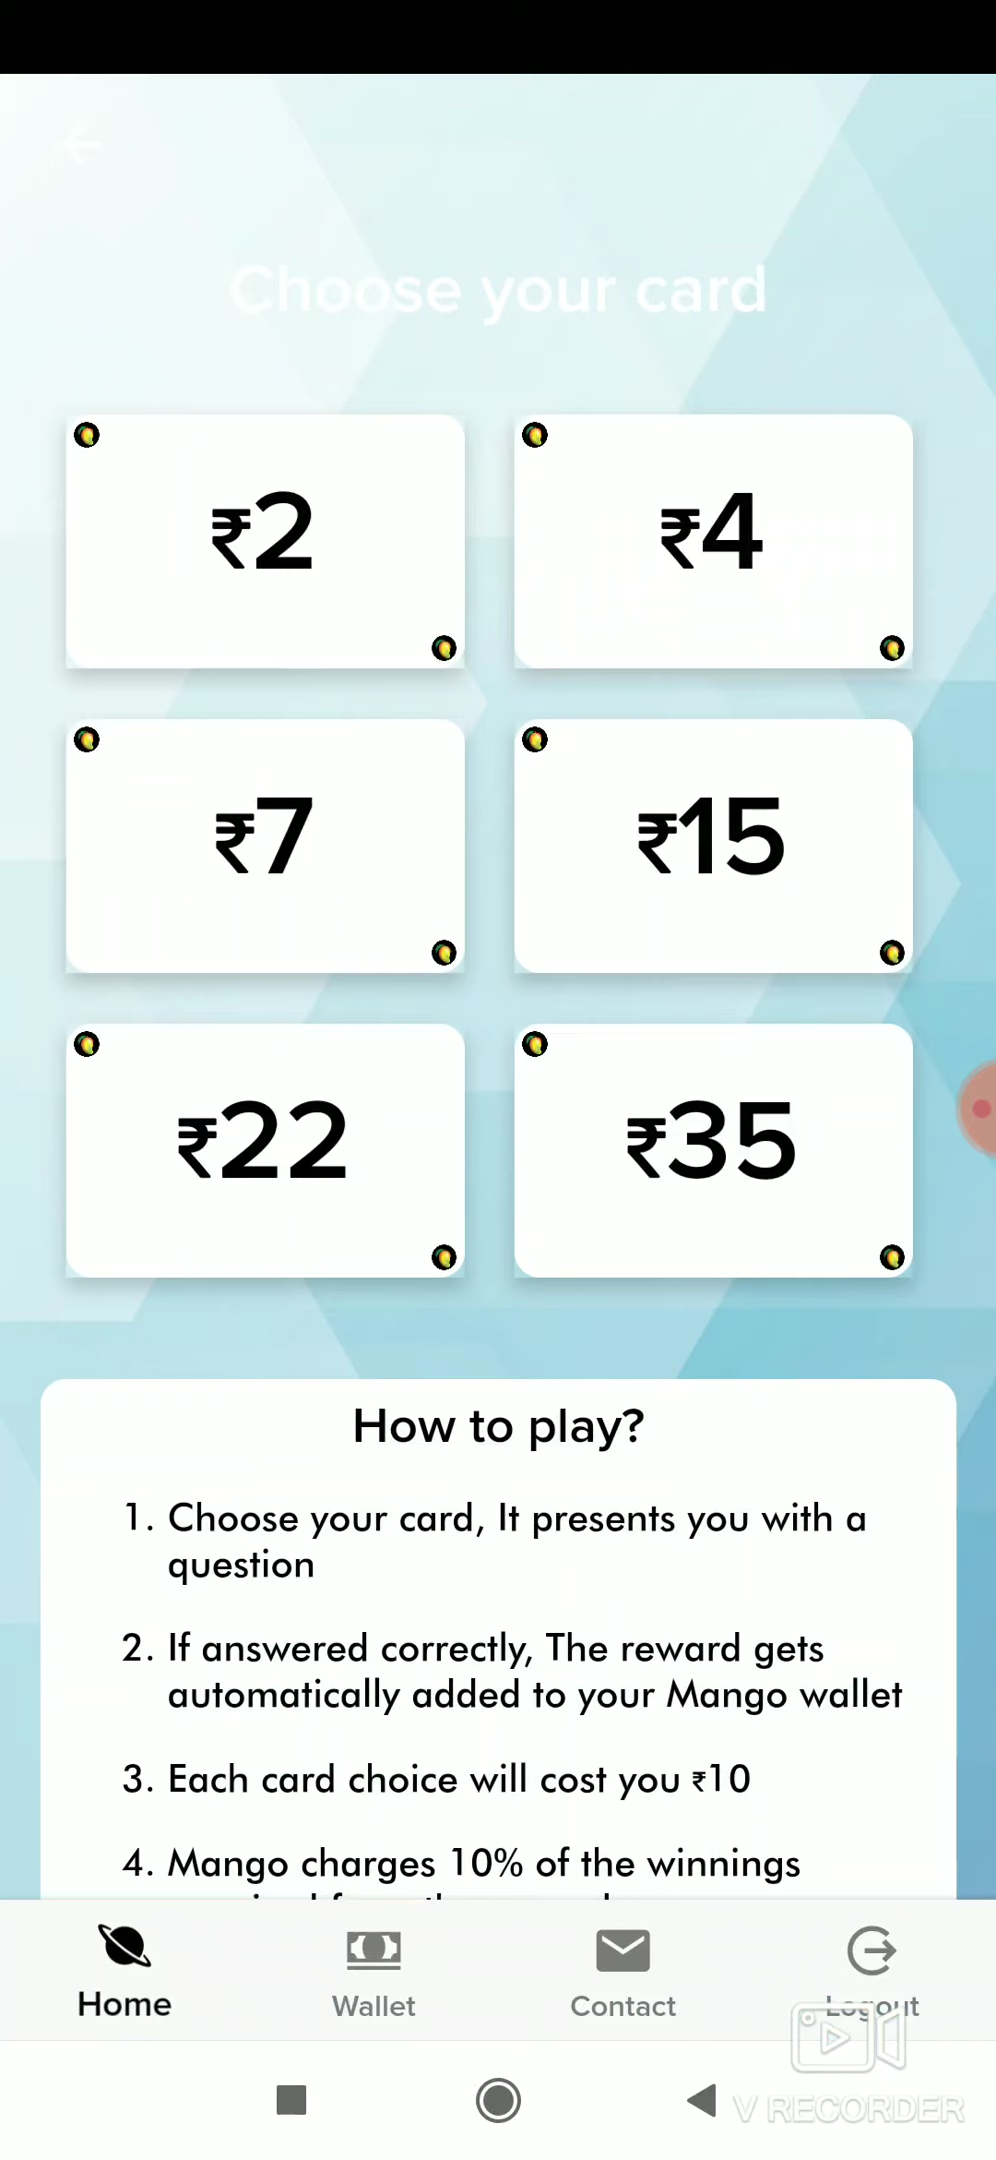 Choose your card
₹2
₹4
₹7
₹15
₹22
₹35
How to play?
1. Choose your card, It presents you with a
question
2. If answered correctly, The reward gets
automatically added to your Mango wallet
3. Each card choice will cost you ₹10
4. Mango charges 10% of the winnings
Home
Wallet
Contact
Logout
V RECORDER